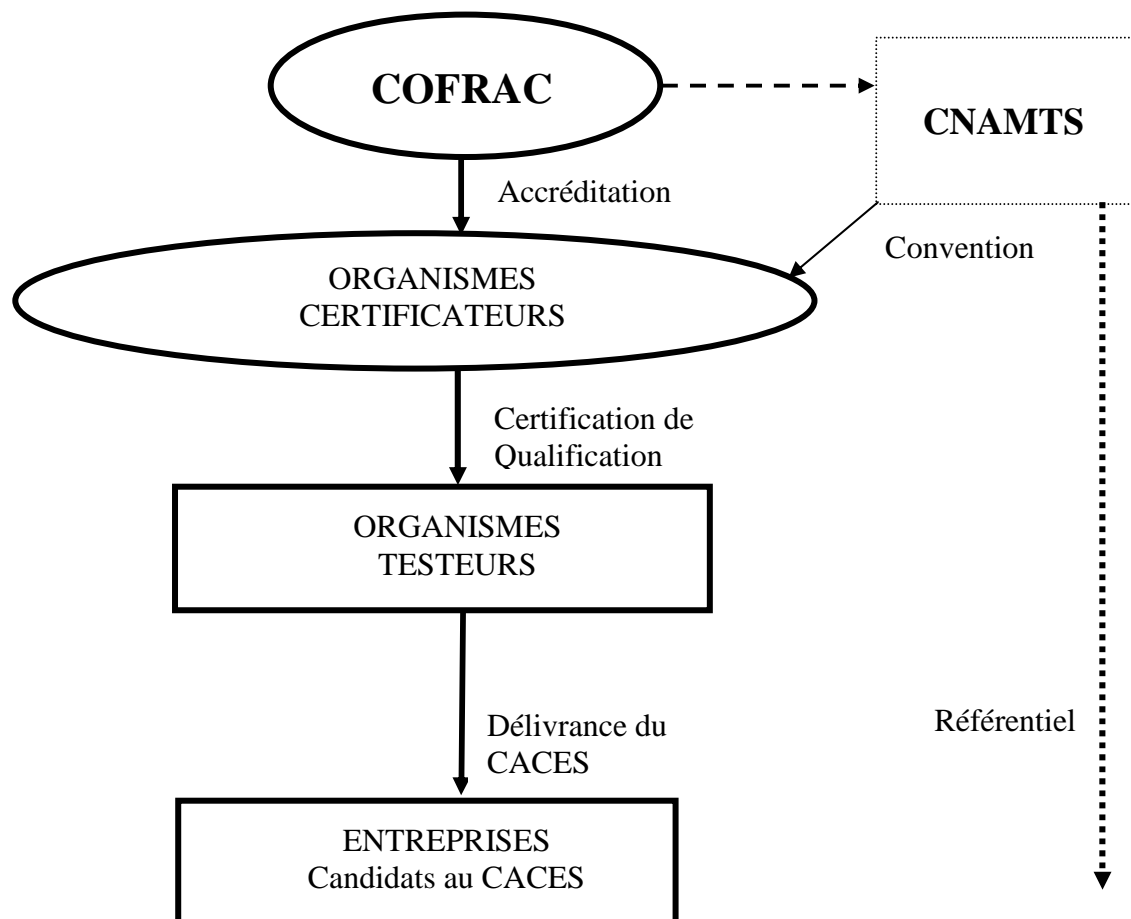 COFRAC
CNAMTS
Accréditation
Convention
ORGANISMES
CERTIFICATEURS
Certification de
Qualification
ORGANISMES
TESTEURS
Délivrance du
CACES
Référentiel
ENTREPRISES
Candidats au CACES